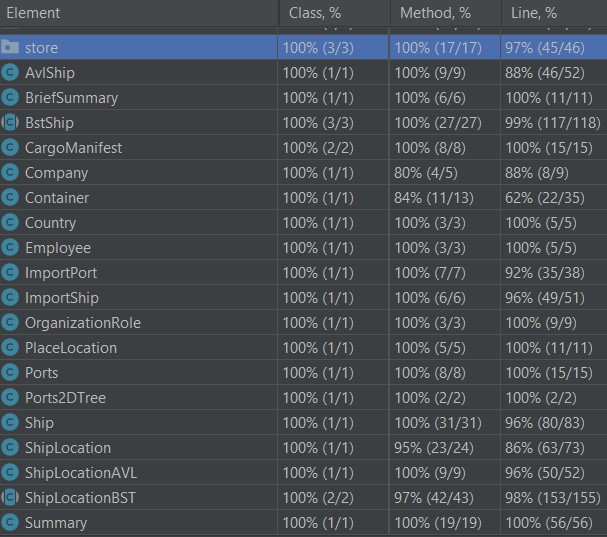 Element Class, % Method, % Line, %
store 100% (3/3) 100% (17/17) 97% (45/46)
AvlShip 100% (1/1) 100% (9/9) 88% (46/52)
BriefSummary 100% (1/1) 100% (6/6) 100% (11/11)
BstShip 100% (3/3) 100% (27/27) 99% (117/118)
CargoManifest 100% (2/2) 100% (8/8) 100% (15/15)
Company 100% (1/1) 80% (4/5) 88% (8/9)
Container 100% (1/1) 84% (11/13) 62% (22/35)
Country 100% (1/1) 100% (3/3) 100% (5/5)
Employee 100% (1/1) 100% (3/3) 100% (5/5)
ImportPort 100% (1/1) 100% (7/7) 92% (35/38)
ImportShip 100% (1/1) 100% (6/6) 96% (49/51)
OrganizationRole 100% (1/1) 100% (3/3) 100% (9/9)
PlaceLocation 100% (1/1) 100% (5/5) 100% (11/11)
Ports 100% (1/1) 100% (8/8) 100% (15/15)
Ports2DTree 100% (1/1) 100% (2/2) 100% (2/2)
Ship 100% (1/1) 100% (31/31) 96% (80/83)
ShipLocation 100% (1/1) 95% (23/24) 86% (63/73)
ShipLocationAVL 100% (1/1) 100% (9/9) 96% (50/52)
ShipLocationBST 100% (2/2) 97% (42/43) 98% (153/155)
Summary 100% (1/1) 100% (19/19) 100% (56/56)